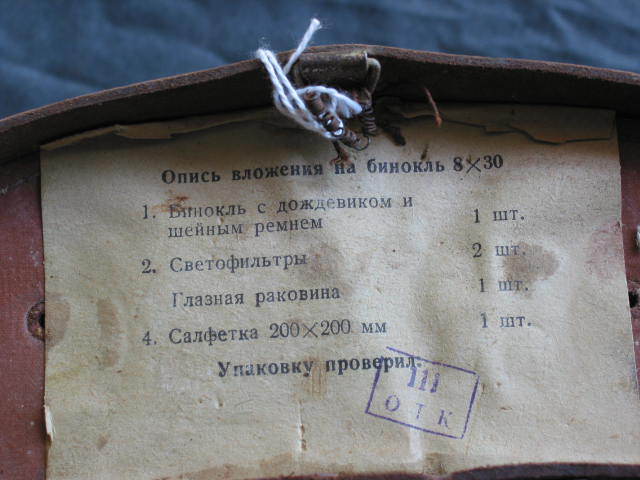 Опись вложения на бинокль 8×30
1. Бинокль с дождевиком и
шейным ремнем 1 шт.
2. Светофильтры 2 шт.
Глазная раковина 1 шт.
4. Салфетка 200×200 мм 1 шт.
Упаковку проверил:
111
ОТК